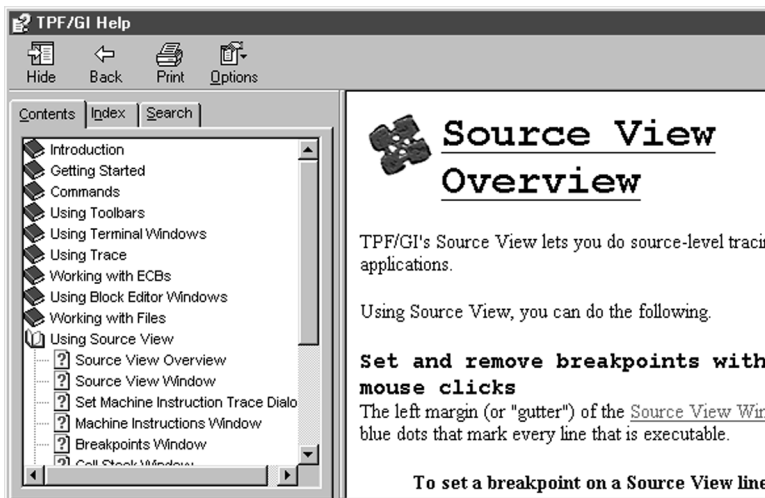 TPF/GI Help
Hide Back Print Options
Contents Index Search
Introduction
Getting Started
Commands
Using Toolbars
Using Terminal Windows
Using Trace
Working with ECBs
Using Block Editor Windows
Working with Files
Using Source View
Source View Overview
Source View Window
Set Machine Instruction Trace Dialo
Machine Instructions Window
Breakpoints Window
Call Stack Window
Source View
Overview
TPF/GI's Source View lets you do source-level
applications.
Using Source View, you can do the following.
Set and remove breakpoints with
mouse clicks
The left margin (or "gutter") of the Source View
blue dots that mark every line that is executable.
To set a breakpoint on a Source View line